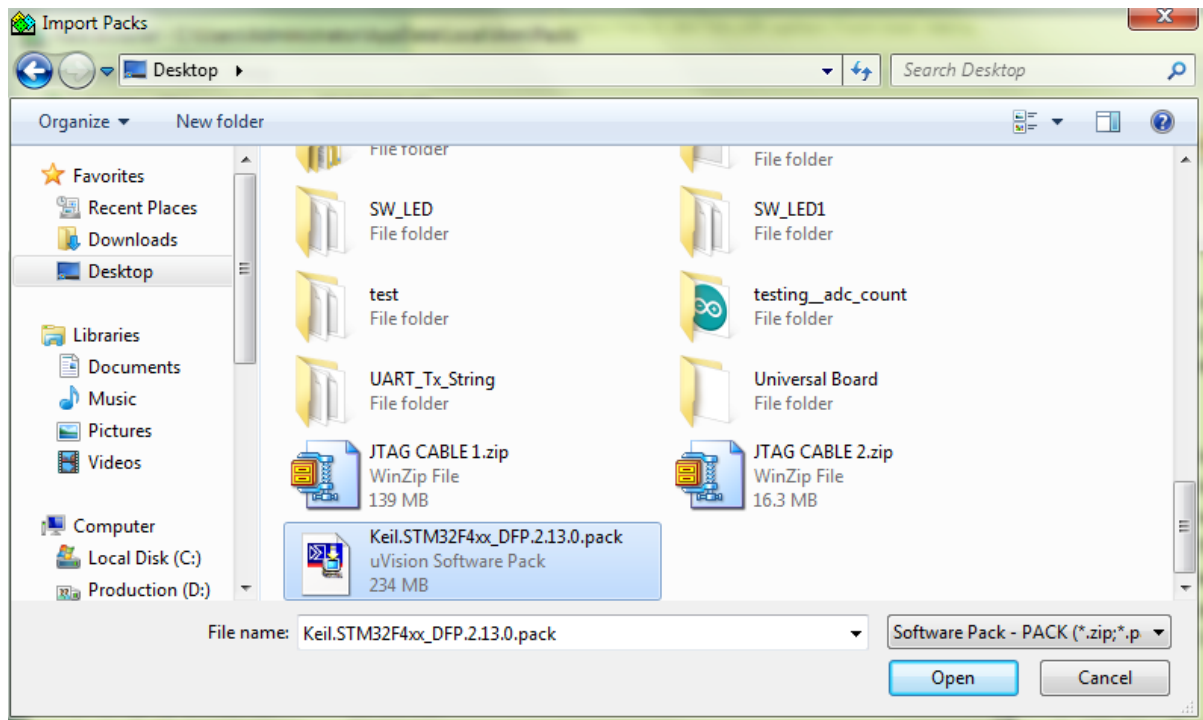 Import Packs
Desktop
Search Desktop
Organize
New folder
Favorites
Recent Places
Downloads
Desktop
Libraries
Documents
Music
Pictures
Videos
Computer
Local Disk (C:)
Production (D:)
File folder
File folder
SW_LED
File folder
SW_LED1
File folder
test
File folder
testing__adc_count
File folder
UART_Tx_String
File folder
Universal Board
File folder
JTAG CABLE 1.zip
WinZip File
139 MB
JTAG CABLE 2.zip
WinZip File
16.3 MB
Keil.STM32F4xx_DFP.2.13.0.pack
uVision Software Pack
234 MB
File name: Keil.STM32F4xx_DFP.2.13.0.pack
Software Pack - PACK (*.zip;*.p
Open
Cancel